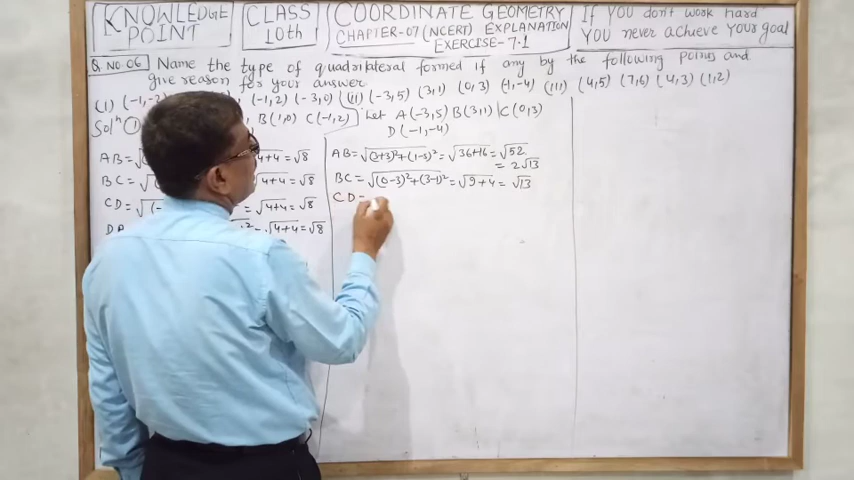 KNOWLEDGE
POINT
CLASS
10th
COORDINATE GEOMETRY
CHAPTER-07 (NCERT) EXPLANATION
EXERCISE-7.1
If YOU don't work hard
YOU never achieve Your goal
Q NO.06 Name the type of quadrilateral formed if any by the following points and
give reason for your answer
(1) (-1,-2) (-1,2) (-3,0) (II) (-3,5) (3,1) (0,3) (-1,-4) (III) (4,5) (7,6) (4,3) (1,2)
Solⁿ (1) B(1,0) C(-1,2)
Let A(-3,5) B(3,1) C(0,3)
D(-1,-4)
AB= √4+4 = √8
BC= √4+4 = √8
CD= = √4+4 = √8
DA = √4+4 = √8
AB=√(3+3)²+(1-5)² = √36+16 = √52
= 2√13
BC=√(0-3)²+(3-1)² = √9+4 = √13
CD=